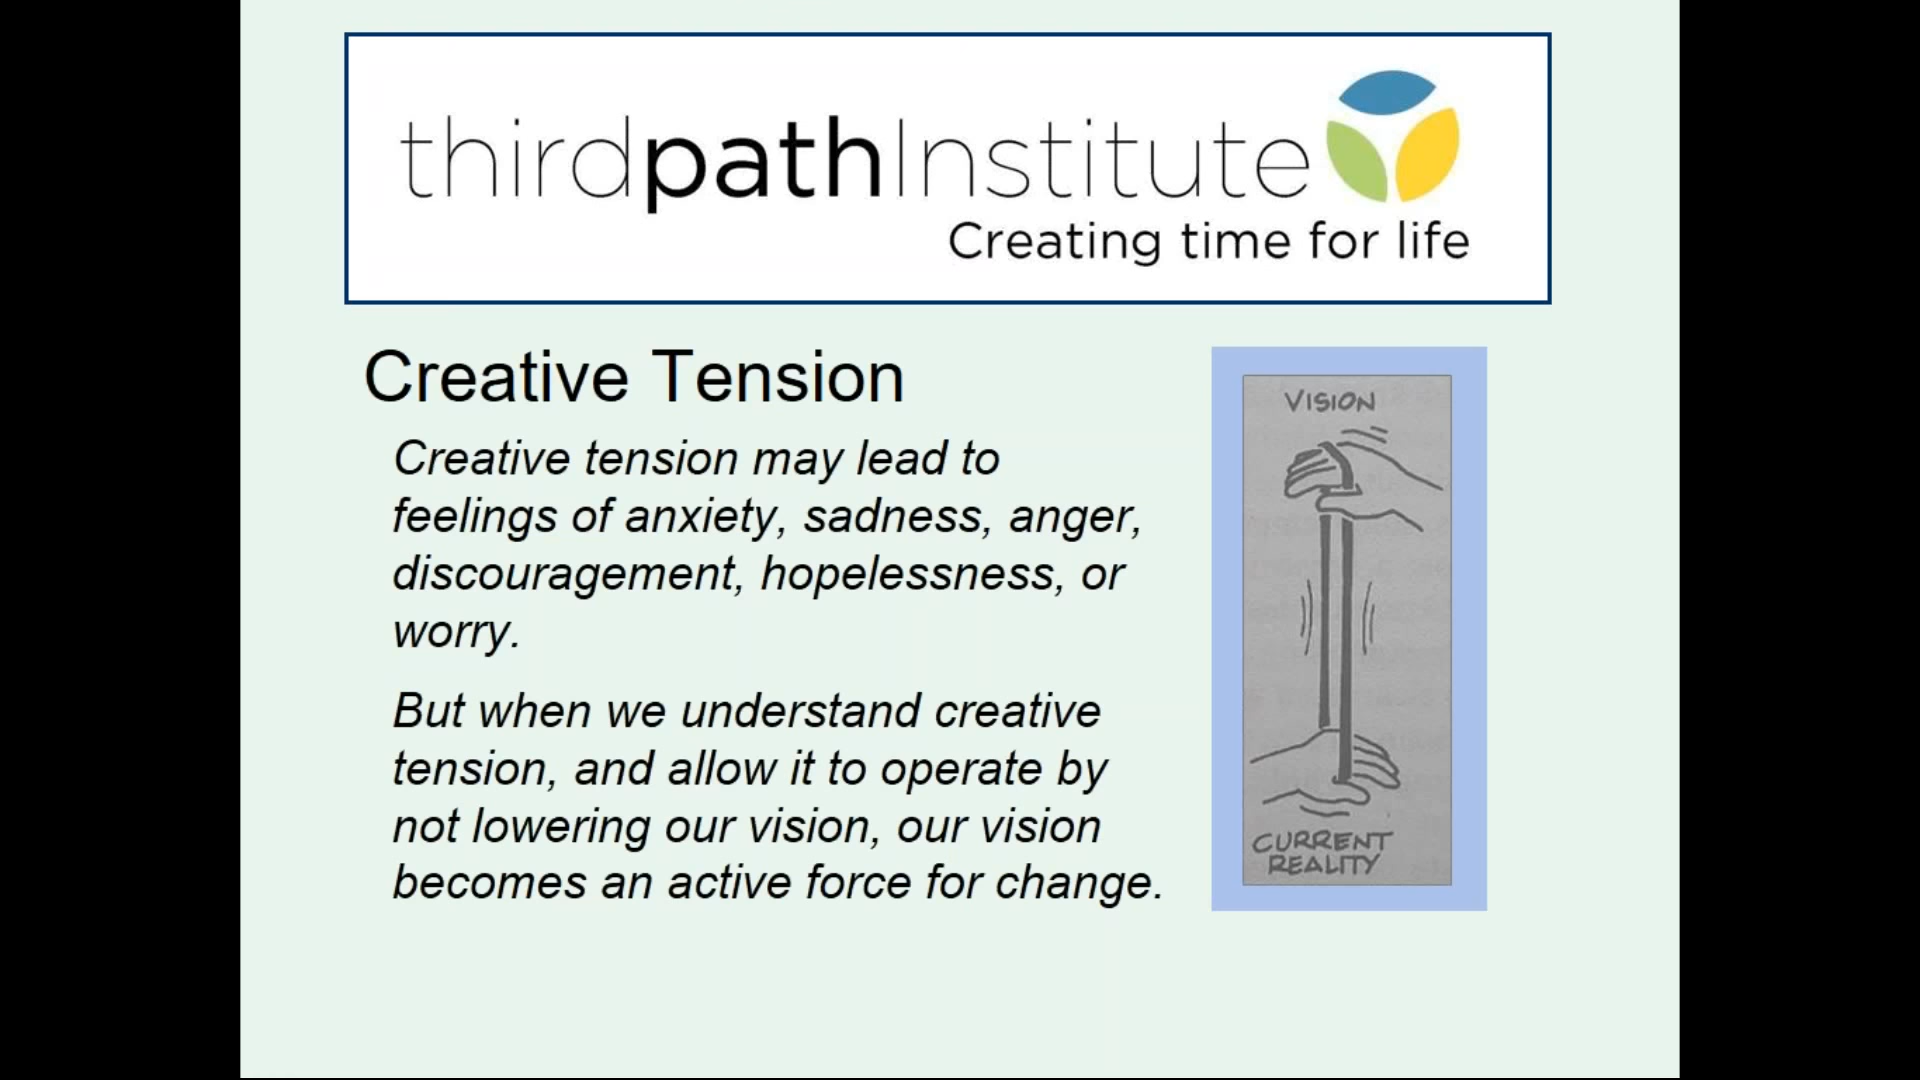 thirdpathInstitute
Creating time for life
Creative Tension
Creative tension may lead to
feelings of anxiety, sadness, anger,
discouragement, hopelessness, or
worry.
But when we understand creative
tension, and allow it to operate by
not lowering our vision, our vision
becomes an active force for change.
VISION
CURRENT
REALITY